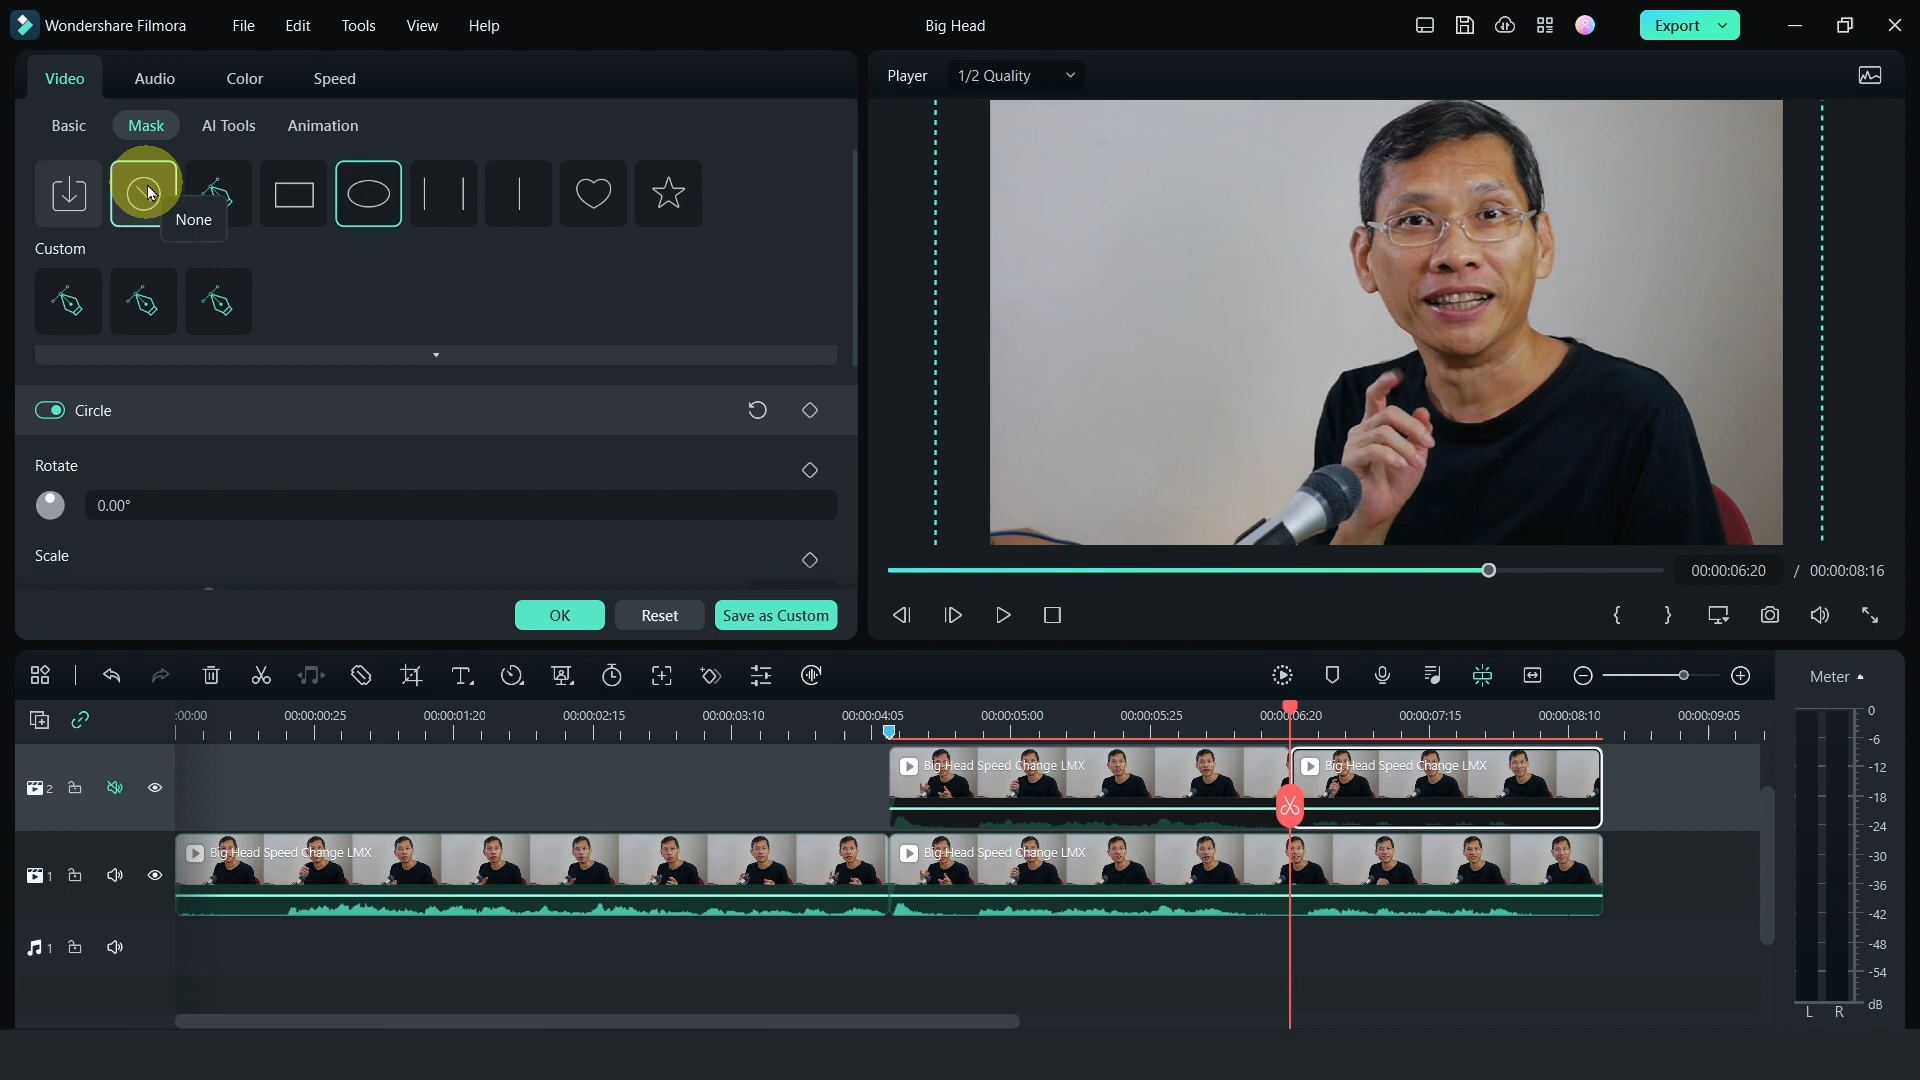 Wondershare Filmora File Edit Tools View Help Big Head Export
Video Audio Color Speed
Player 1/2 Quality
Basic Mask AI Tools Animation
None
Custom
Circle
Rotate
0.00°
Scale
OK Reset Save as Custom
00:00:06:20 / 00:00:08:16
Meter
:00:00 00:00:00:25 00:00:01:20 00:00:02:15 00:00:03:10 00:00:04:05 00:00:05:00 00:00:05:25 00:00:06:20 00:00:07:15 00:00:08:10 00:00:09:05
2 Big Head Speed Change LMX Big Head Speed Change LMX
1 Big Head Speed Change LMX Big Head Speed Change LMX
1
0
-6
-12
-18
-24
-30
-36
-42
-48
-54
dB
L R